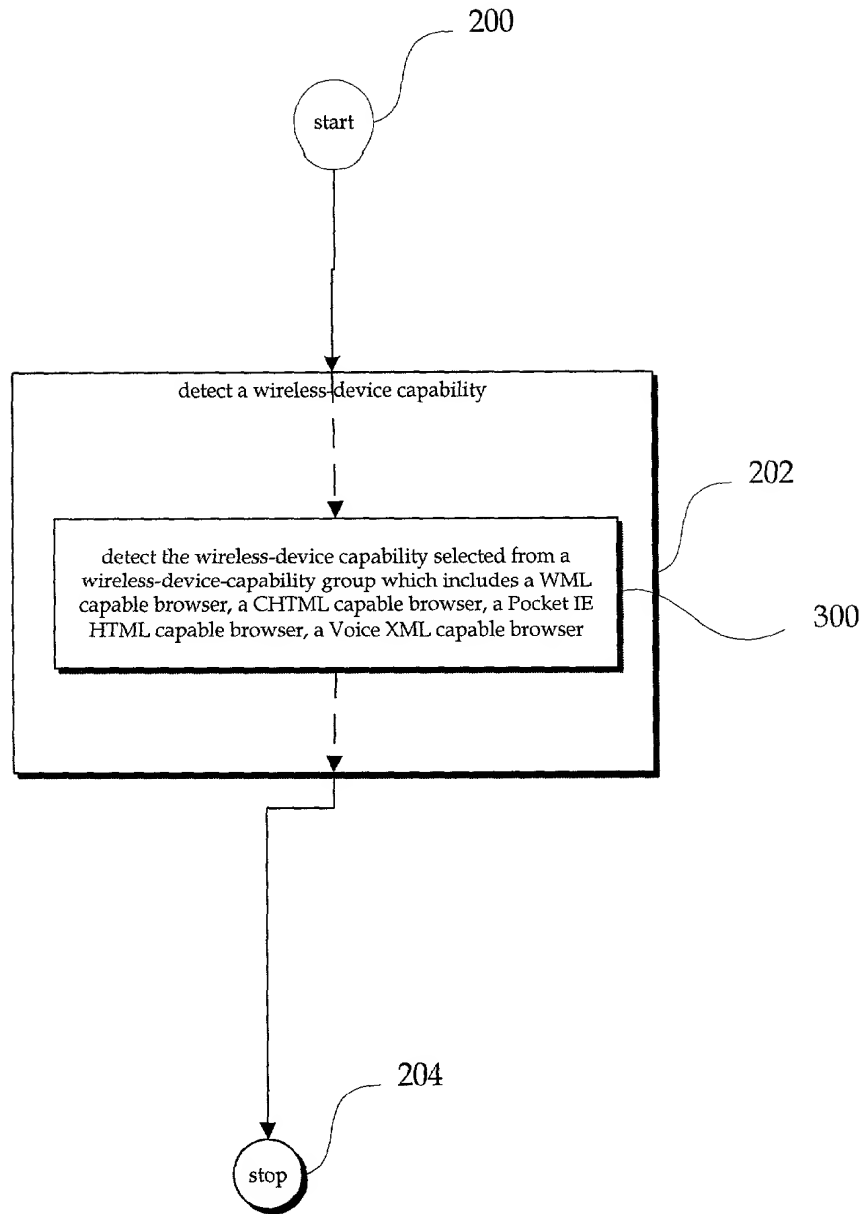 200
start
detect a wireless-device capability
202
detect the wireless-device capability selected from a
wireless-device-capability group which includes a WML
capable browser, a CHTML capable browser, a Pocket IE
HTML capable browser, a Voice XML capable browser
300
204
stop